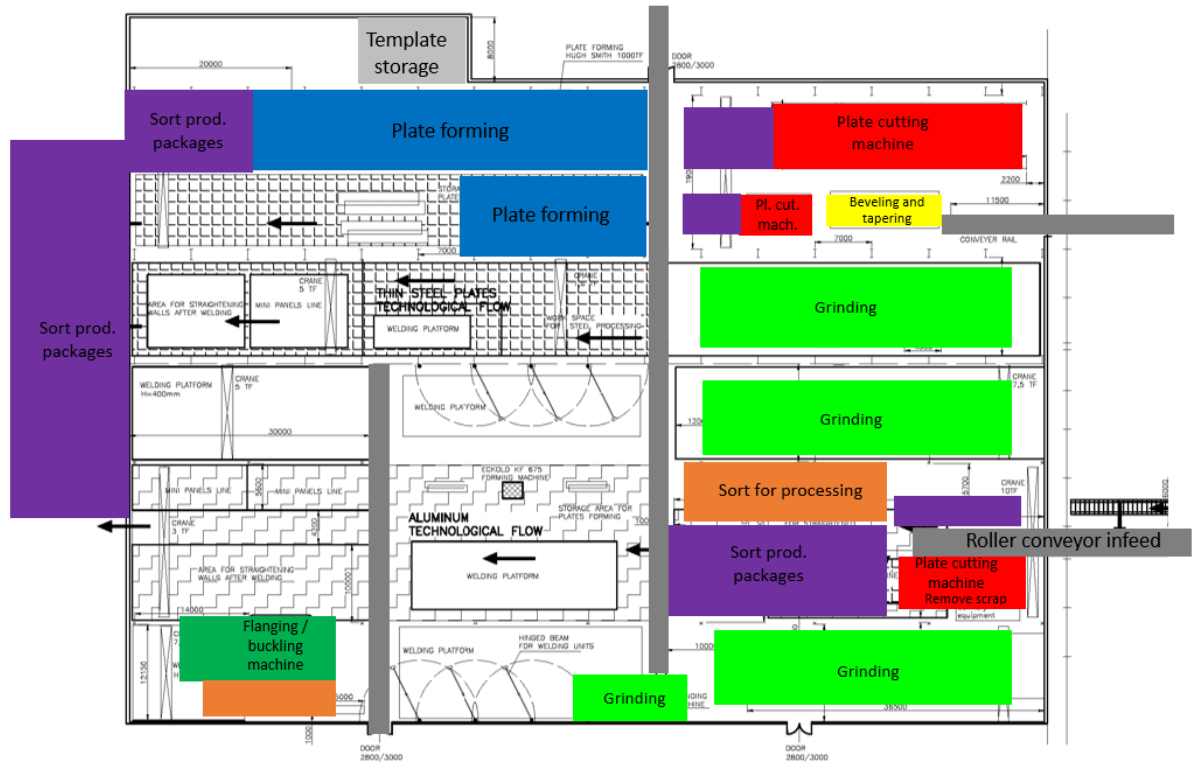 Template
storage
8000
20000
PLATE FORMING
HUGH SMITH 1000TF
DOOR
2800/3000
Sort prod.
packages
Plate forming
Plate cutting
machine
2200
Plate forming
Pl. cut.
mach.
Beveling and
tapering
11500
7000
7000
CONVEYER RAIL
CRANE
5 TF
AREA FOR STRAIGHTENING
WALLS AFTER WELDING
MINI PANELS LINE
THIN STEEL PLATES
TECHNOLOGICAL FLOW
WELDING PLATFORM
WORK SPACE
FOR STEEL PROCESSING
Grinding
Sort prod.
packages
WELDING PLATFORM
H=400mm
CRANE
5 TF
WELDING PLATFORM
CRANE
7,5 TF
Grinding
30000
ECKOLD KF 675
FORMING MACHINE
Sort for processing
MINI PANELS LINE
MINI PANELS LINE
9600
5700
CRANE
10TF
6000
STORAGE AREA FOR
PLATES FORMING
CRANE
3 TF
4200
ALUMINUM
TECHNOLOGICAL FLOW
Roller conveyor infeed
Sort prod.
packages
AREA FOR STRAIGHTENING
WALLS AFTER WELDING
10000
WELDING PLATFORM
Plate cutting
machine
Remove scrap
equipment
14000
Flanging /
buckling
machine
12150
WELDING PLATFORM
HINGED BEAM
FOR WELDING UNITS
Grinding
Grinding
36500
DOOR
2800/3000
DOOR
2800/3000